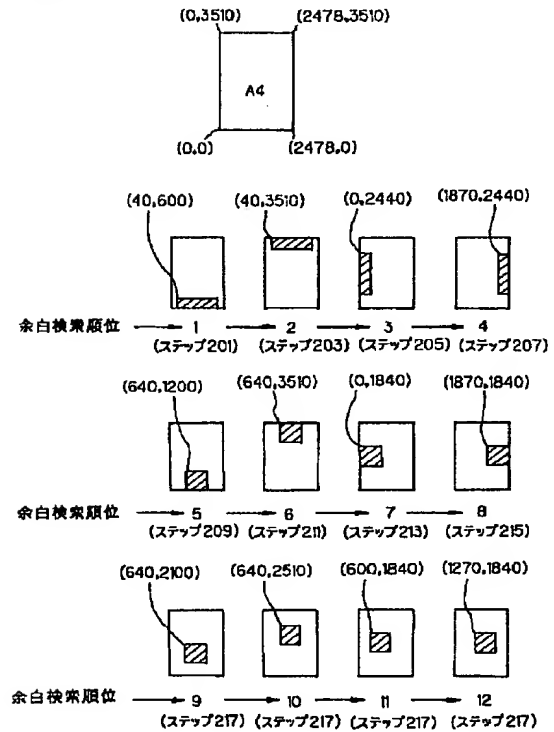 (0,3510) (2478,3510)
A4
(0,0) (2478,0)
(40,600) (40,3510) (0,2440) (1870,2440)
余白検索順位 1 2 3 4
(ステップ201) (ステップ203) (ステップ205) (ステップ207)
(640,1200) (640,3510) (0,1840) (1870,1840)
余白検索順位 5 6 7 8
(ステップ209) (ステップ211) (ステップ213) (ステップ215)
(640,2100) (640,2510) (600,1840) (1270,1840)
余白検索順位 9 10 11 12
(ステップ217) (ステップ217) (ステップ217) (ステップ217)